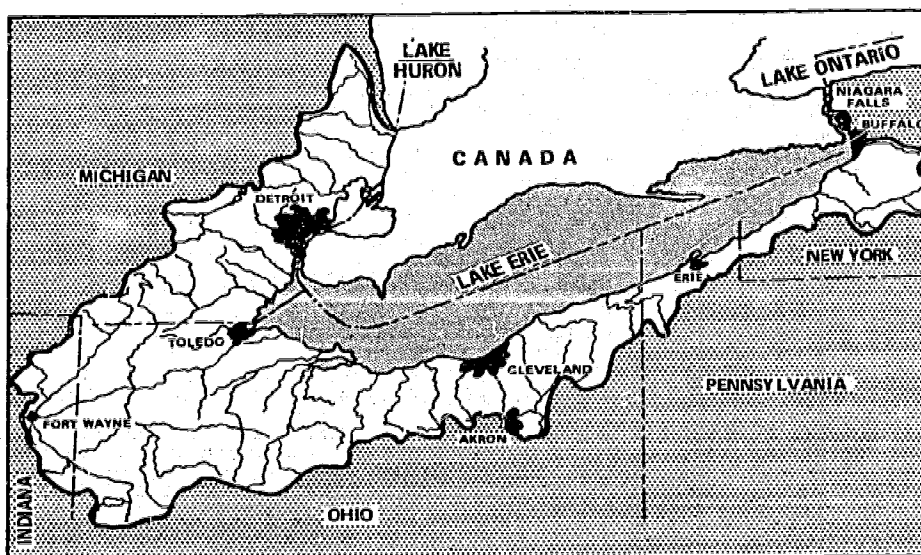 LAKE
HURON
LAKE ONTARIO
NIAGARA
FALLS
BUFFALO
CANADA
MICHIGAN
DETROIT
LAKE ERIE
NEW YORK
ERIE
TOLEDO
CLEVELAND
PENNSYLVANIA
FORT WAYNE
AKRON
INDIANA
OHIO